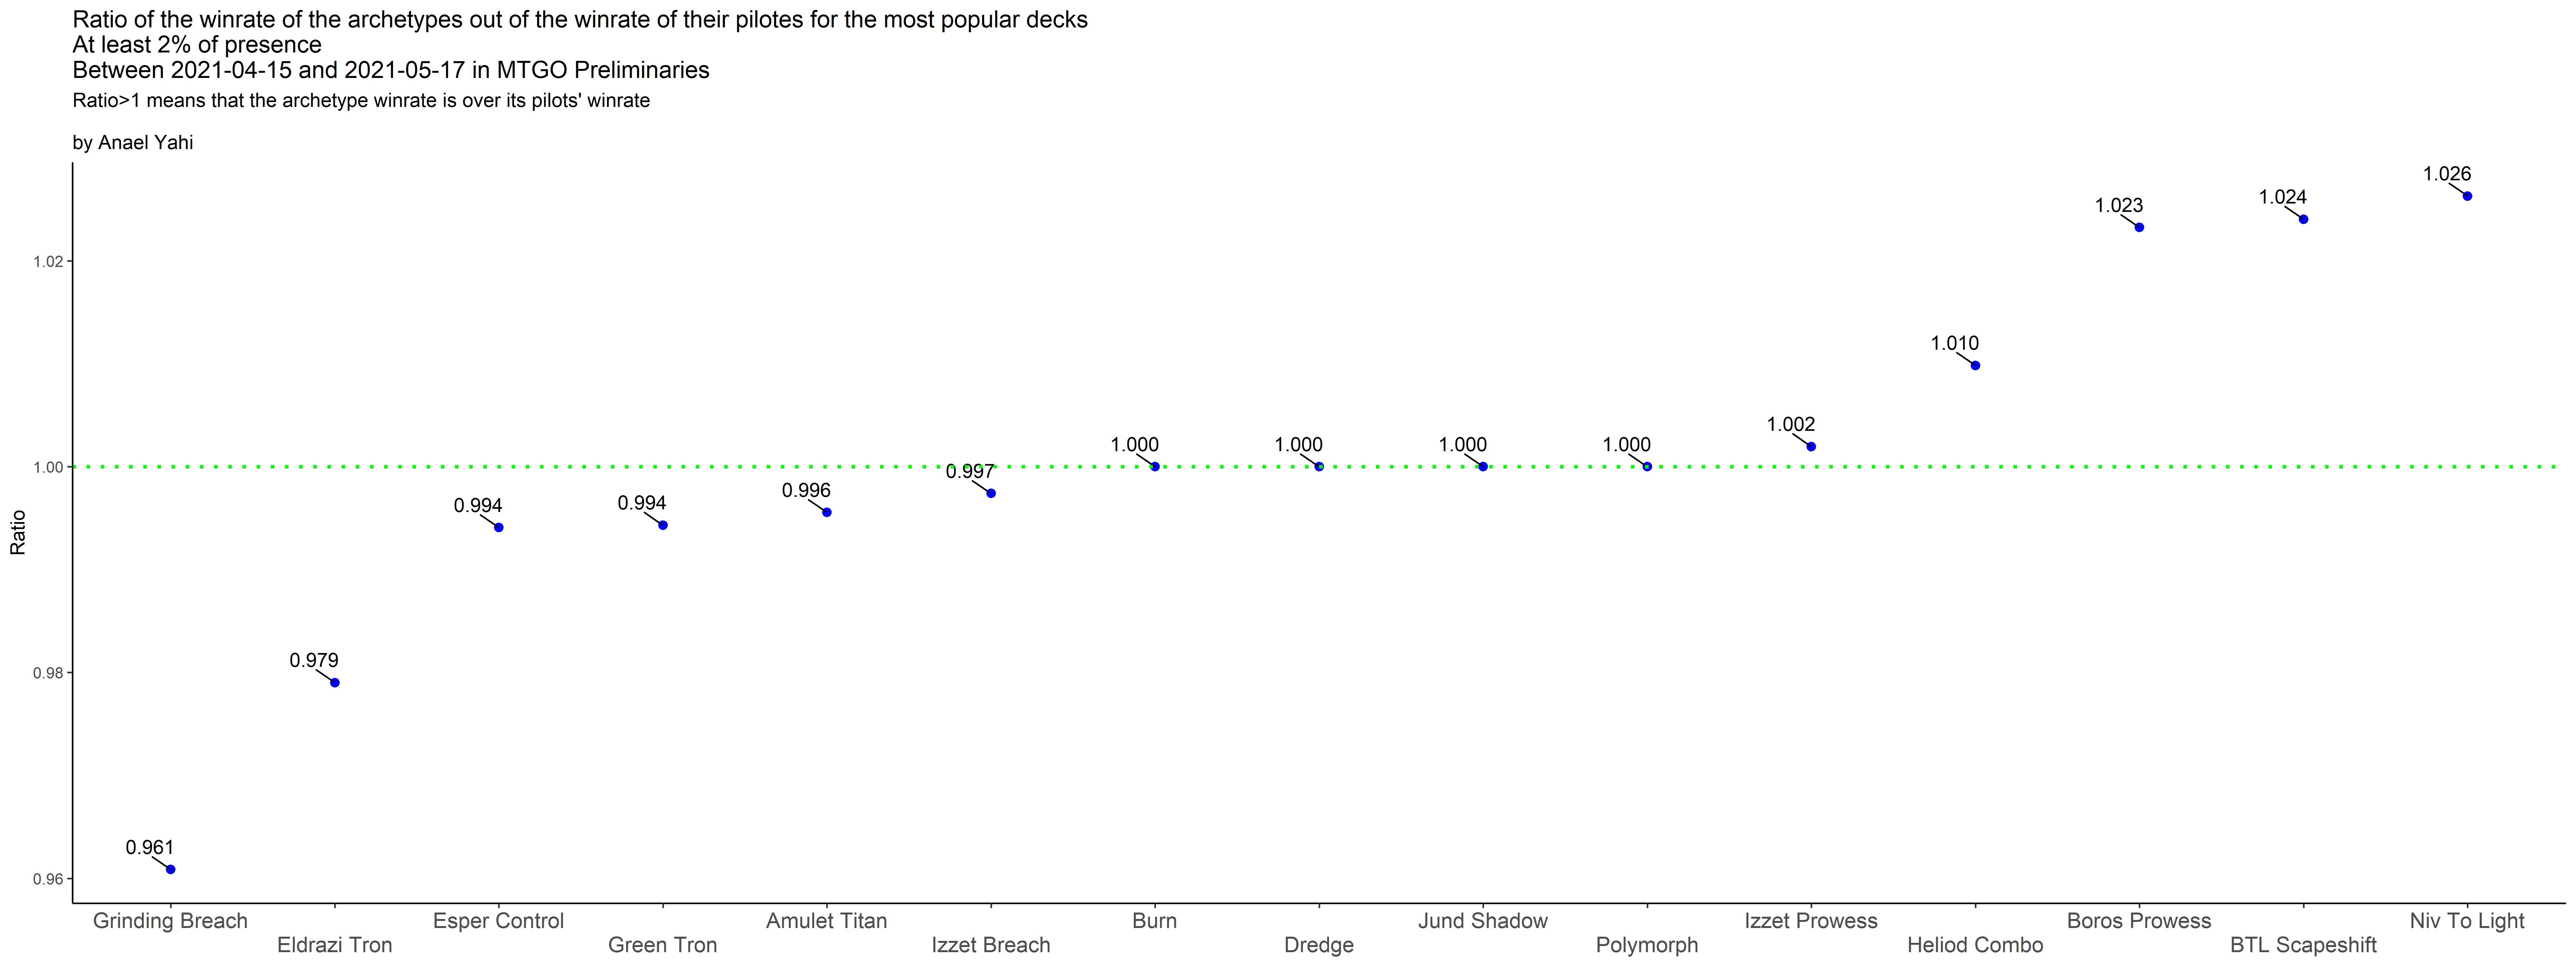 Ratio of the winrate of the archetypes out of the winrate of their pilotes for the most popular decks
At least 2% of presence
Between 2021-04-15 and 2021-05-17 in MTGO Preliminaries
Ratio>1 means that the archetype winrate is over its pilots' winrate
by Anael Yahi
Ratio
1.02
1.00
0.98
0.96
0.961
0.979
0.994
0.994
0.996
0.997
1.000
1.000
1.000
1.000
1.002
1.010
1.023
1.024
1.026
Grinding Breach
Eldrazi Tron
Esper Control
Green Tron
Amulet Titan
Izzet Breach
Burn
Dredge
Jund Shadow
Polymorph
Izzet Prowess
Heliod Combo
Boros Prowess
BTL Scapeshift
Niv To Light